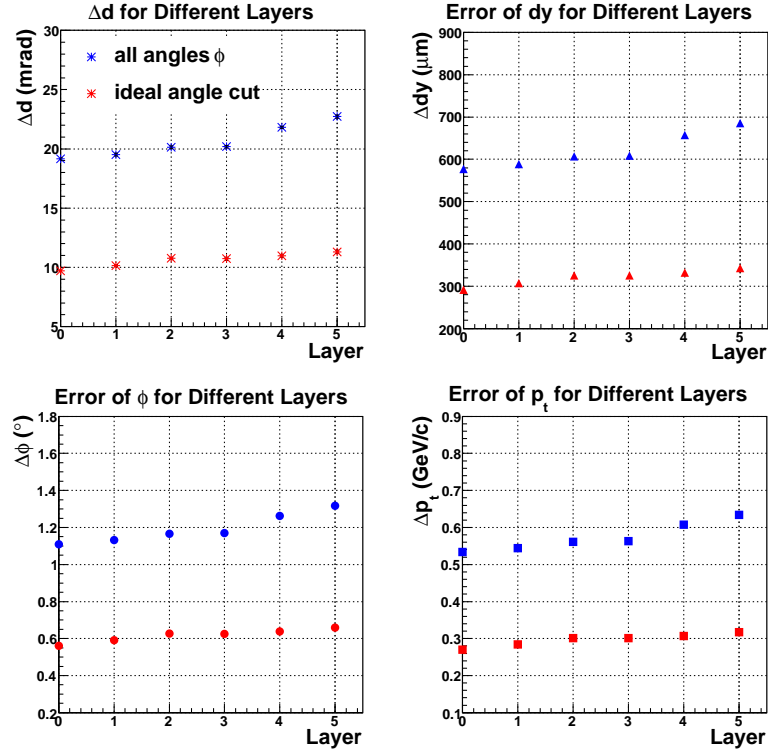 Δd for Different Layers
Δd (mrad)
30
25
20
15
10
5
all angles ϕ
ideal angle cut
0 1 2 3 4 5
Layer
Error of dy for Different Layers
Δdy (μm)
900
800
700
600
500
400
300
200
0 1 2 3 4 5
Layer
Error of ϕ for Different Layers
Δϕ (°)
1.8
1.6
1.4
1.2
1
0.8
0.6
0.4
0.2
0 1 2 3 4 5
Layer
Error of p_t for Different Layers
Δp_t (GeV/c)
0.9
0.8
0.7
0.6
0.5
0.4
0.3
0.2
0.1
0 1 2 3 4 5
Layer